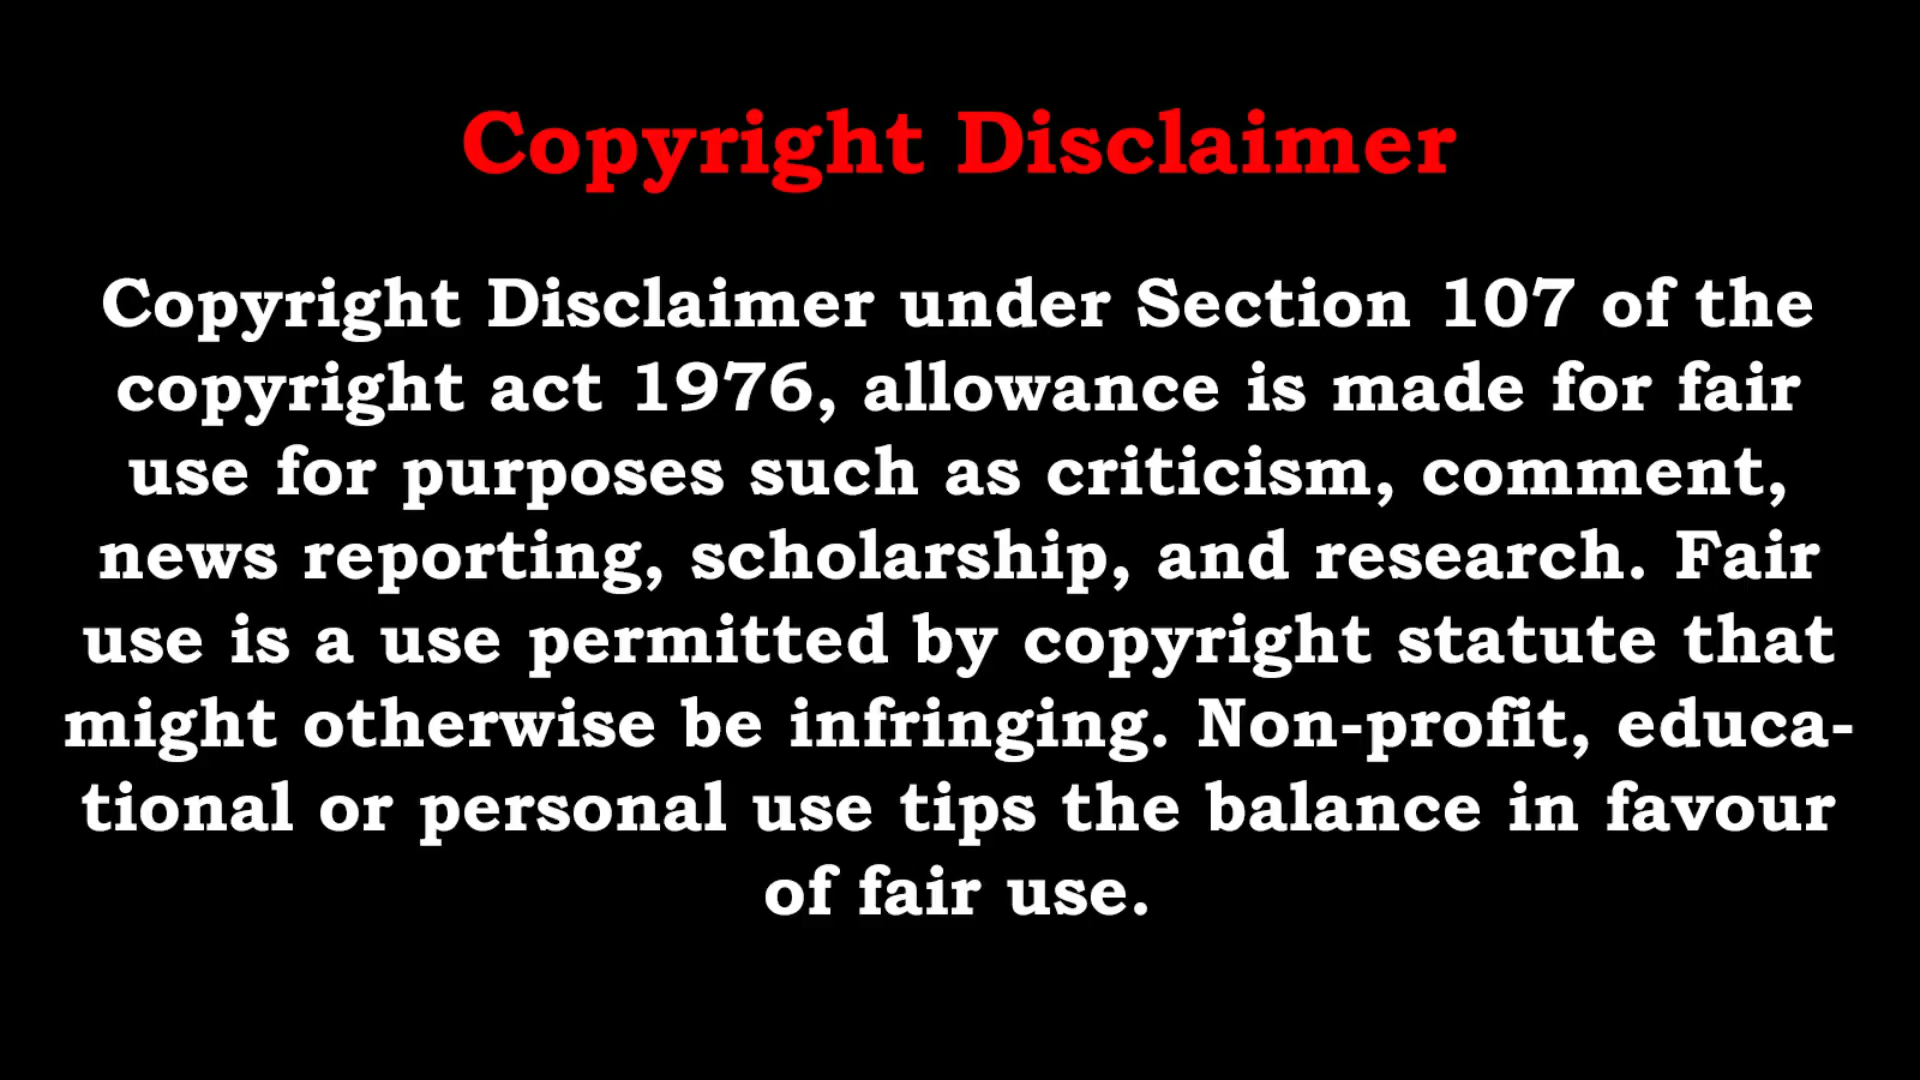 Copyright Disclaimer
Copyright Disclaimer under Section 107 of the
copyright act 1976, allowance is made for fair
use for purposes such as criticism, comment,
news reporting, scholarship, and research. Fair
use is a use permitted by copyright statute that
might otherwise be infringing. Non-profit, educa-
tional or personal use tips the balance in favour
of fair use.